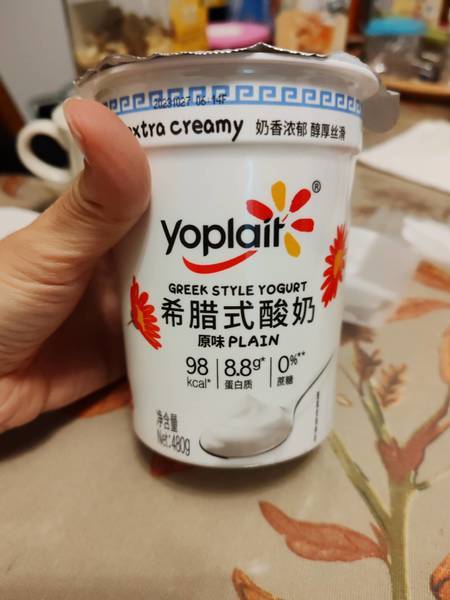 20231027 06:14F
extra creamy 奶香浓郁 醇厚丝滑
yoplait®
GREEK STYLE YOGURT
希腊式酸奶
原味 PLAIN
98 kcal* 8.8g* 蛋白质 0%** 蔗糖
净含量
Net:480g